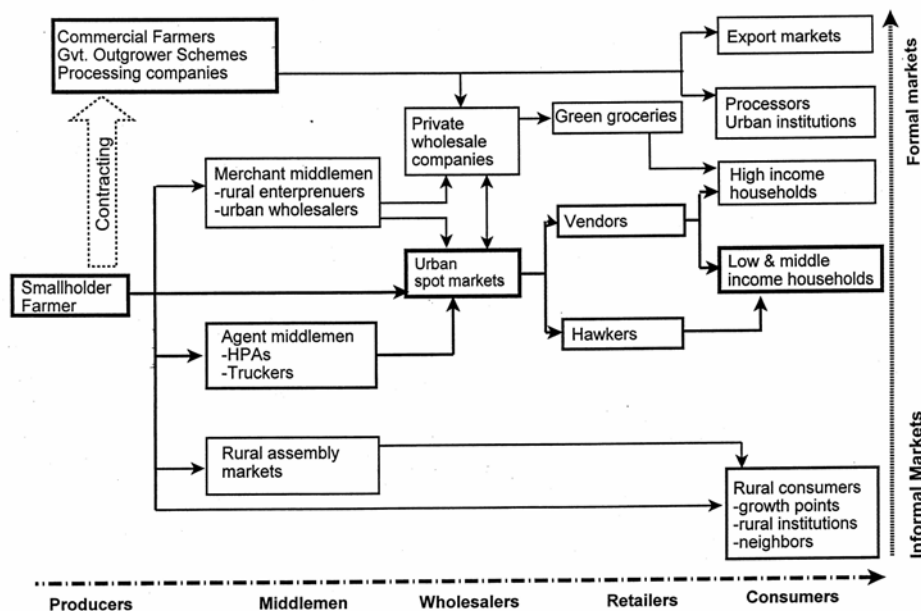 Commercial Farmers
Gvt. Outgrower Schemes
Processing companies
Export markets
Processors
Urban institutions
Private
wholesale
companies
Green groceries
Merchant middlemen
-rural enterprenuers
-urban wholesalers
High income
households
Contracting
Vendors
Urban
spot markets
Low & middle
income households
Smallholder
Farmer
Agent middlemen
-HPAs
-Truckers
Hawkers
Rural assembly
markets
Rural consumers
-growth points
-rural institutions
-neighbors
Formal markets
Informal Markets
Producers
Middlemen
Wholesalers
Retailers
Consumers